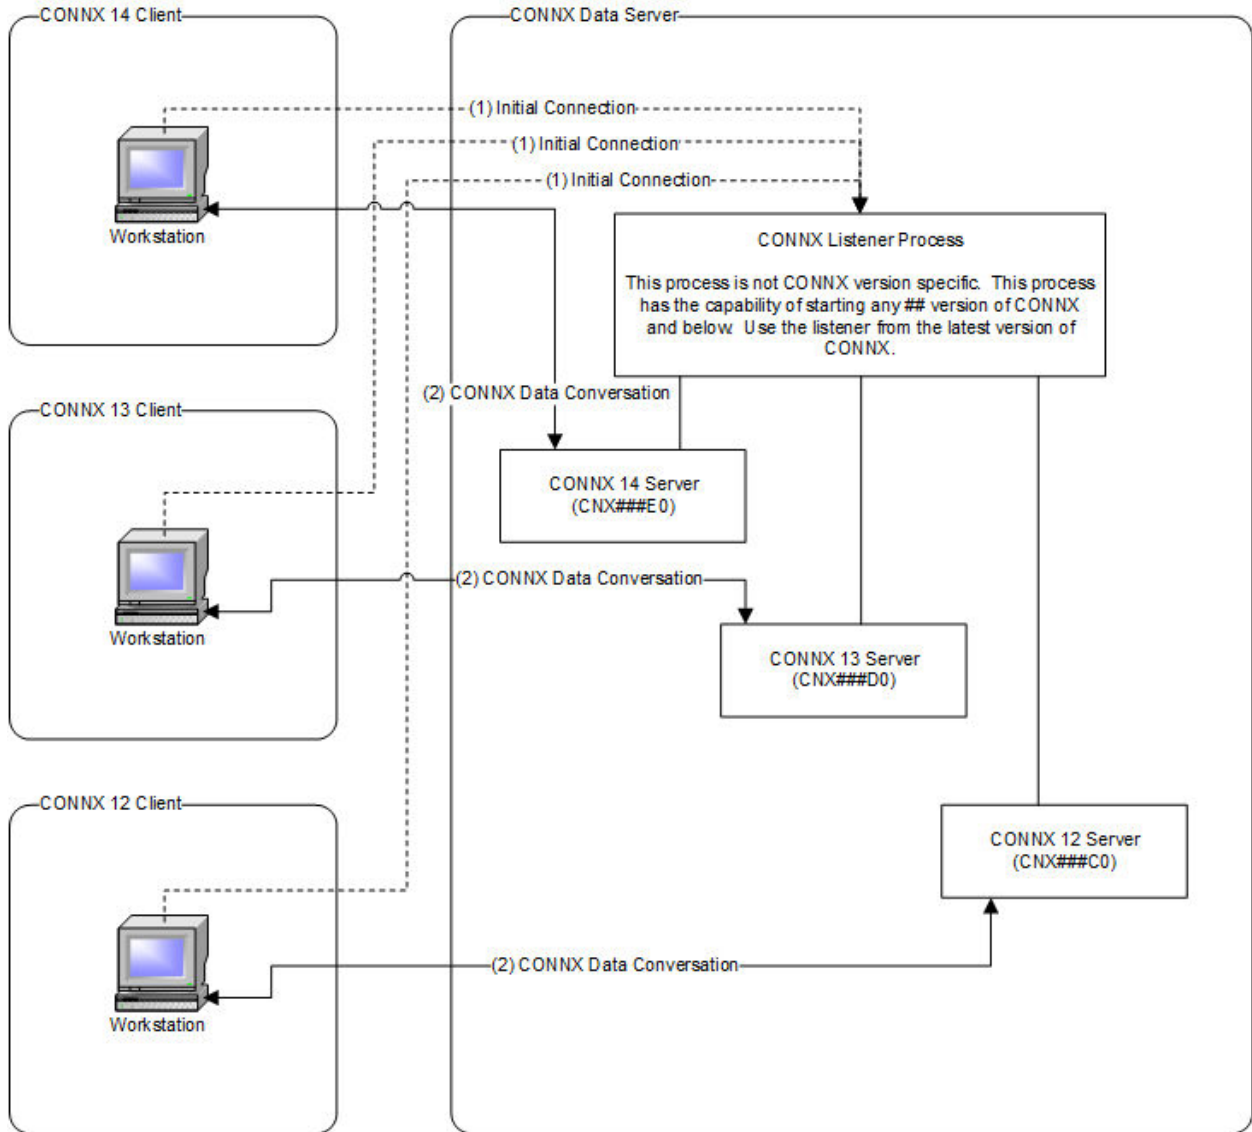 CONNX 14 Client
CONNX Data Server
(1) Initial Connection
(1) Initial Connection
(1) Initial Connection
Workstation
CONNX Listener Process
This process is not CONNX version specific. This process
has the capability of starting any ## version of CONNX
and below. Use the listener from the latest version of
CONNX.
(2) CONNX Data Conversation
CONNX 13 Client
CONNX 14 Server
(CNX###E0)
(2) CONNX Data Conversation
Workstation
CONNX 13 Server
(CNX###D0)
CONNX 12 Client
CONNX 12 Server
(CNX###C0)
(2) CONNX Data Conversation
Workstation